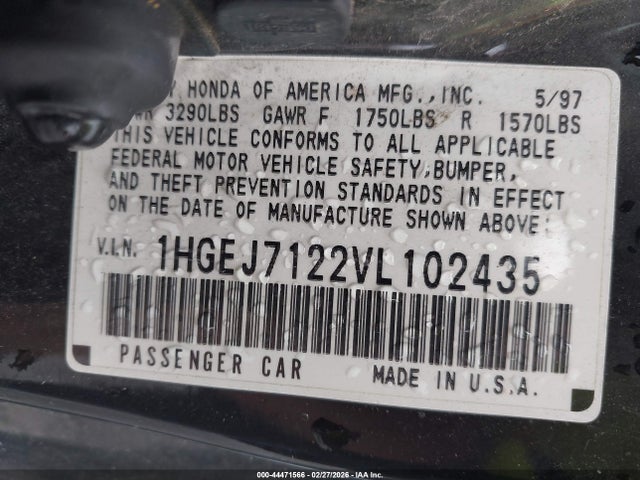 HONDA OF AMERICA MFG.,INC. 5/97
3290LBS GAWR F 1750LBS R 1570LBS
THIS VEHICLE CONFORMS TO ALL APPLICABLE
FEDERAL MOTOR VEHICLE SAFETY,BUMPER,
AND THEFT PREVENTION STANDARDS IN EFFECT
ON THE DATE OF MANUFACTURE SHOWN ABOVE:
V.I.N. 1HGEJ7122VL102435
PASSENGER CAR MADE IN U.S.A.
000-44471566 - 02/27/2026 - IAA Inc.